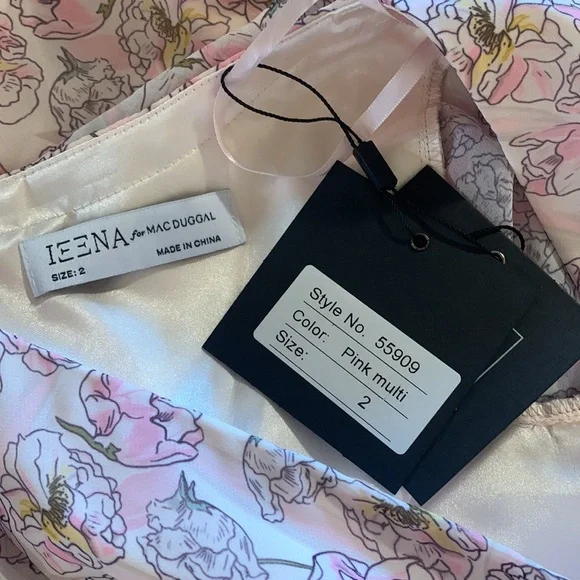 IEENA for MAC DUGGAL
MADE IN CHINA
SIZE: 2
Style No. 55909
Color: Pink multi
Size: 2